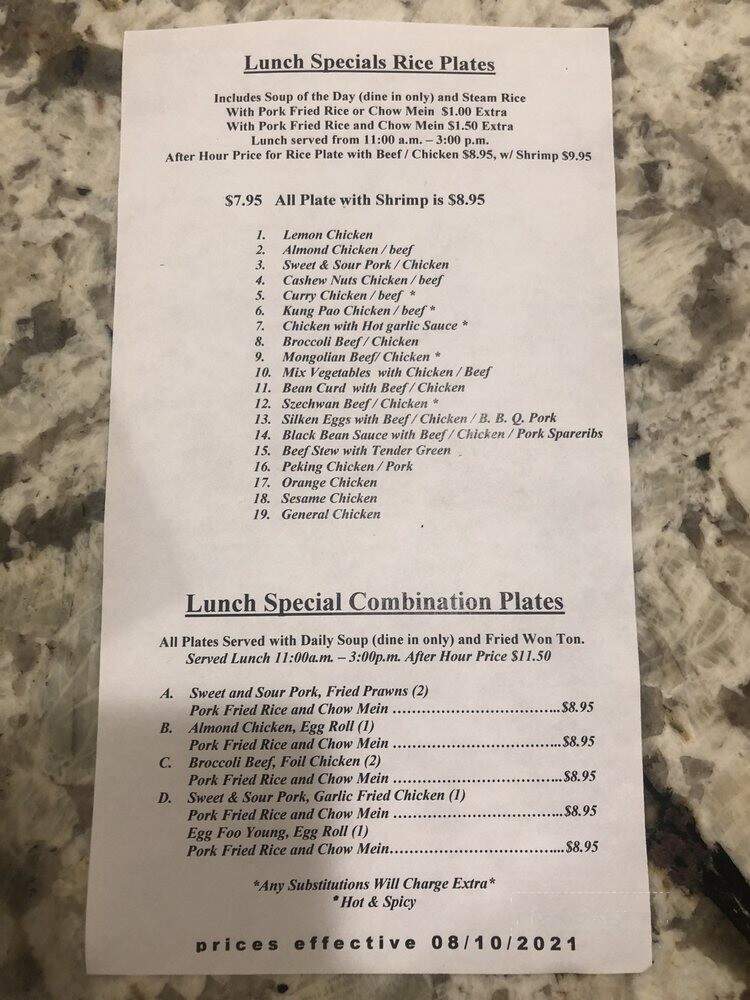 Lunch Specials Rice Plates
Includes Soup of the Day (dine in only) and Steam Rice
With Pork Fried Rice or Chow Mein $1.00 Extra
With Pork Fried Rice and Chow Mein $1.50 Extra
Lunch served from 11:00 a.m. – 3:00 p.m.
After Hour Price for Rice Plate with Beef / Chicken $8.95, w/ Shrimp $9.95
$7.95 All Plate with Shrimp is $8.95
1. Lemon Chicken
2. Almond Chicken / beef
3. Sweet & Sour Pork / Chicken
4. Cashew Nuts Chicken / beef
5. Curry Chicken / beef *
6. Kung Pao Chicken / beef *
7. Chicken with Hot garlic Sauce *
8. Broccoli Beef / Chicken
9. Mongolian Beef/ Chicken *
10. Mix Vegetables with Chicken / Beef
11. Bean Curd with Beef / Chicken
12. Szechwan Beef / Chicken *
13. Silken Eggs with Beef / Chicken / B. B. Q. Pork
14. Black Bean Sauce with Beef / Chicken / Pork Spareribs
15. Beef Stew with Tender Green
16. Peking Chicken / Pork
17. Orange Chicken
18. Sesame Chicken
19. General Chicken
Lunch Special Combination Plates
All Plates Served with Daily Soup (dine in only) and Fried Won Ton.
Served Lunch 11:00a.m. – 3:00p.m. After Hour Price $11.50
A. Sweet and Sour Pork, Fried Prawns (2)
Pork Fried Rice and Chow Mein ....................................$8.95
B. Almond Chicken, Egg Roll (1)
Pork Fried Rice and Chow Mein ....................................$8.95
C. Broccoli Beef, Foil Chicken (2)
Pork Fried Rice and Chow Mein ....................................$8.95
D. Sweet & Sour Pork, Garlic Fried Chicken (1)
Pork Fried Rice and Chow Mein ....................................$8.95
Egg Foo Young, Egg Roll (1)
Pork Fried Rice and Chow Mein.....................................$8.95
*Any Substitutions Will Charge Extra*
*Hot & Spicy
prices effective 08/10/2021